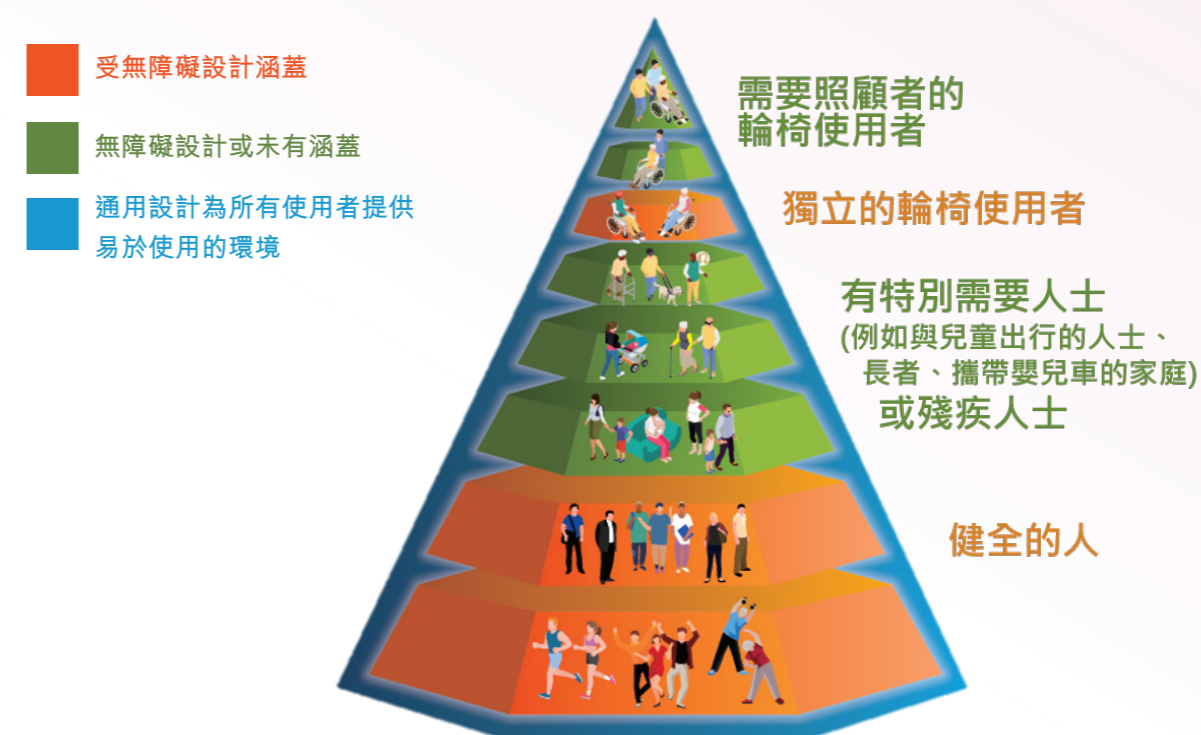 受無障礙設計涵蓋
無障礙設計或未有涵蓋
通用設計為所有使用者提供
易於使用的環境
需要照顧者的
輪椅使用者
獨立的輪椅使用者
有特別需要人士
(例如與兒童出行的人士、
長者、攜帶嬰兒車的家庭)
或殘疾人士
健全的人